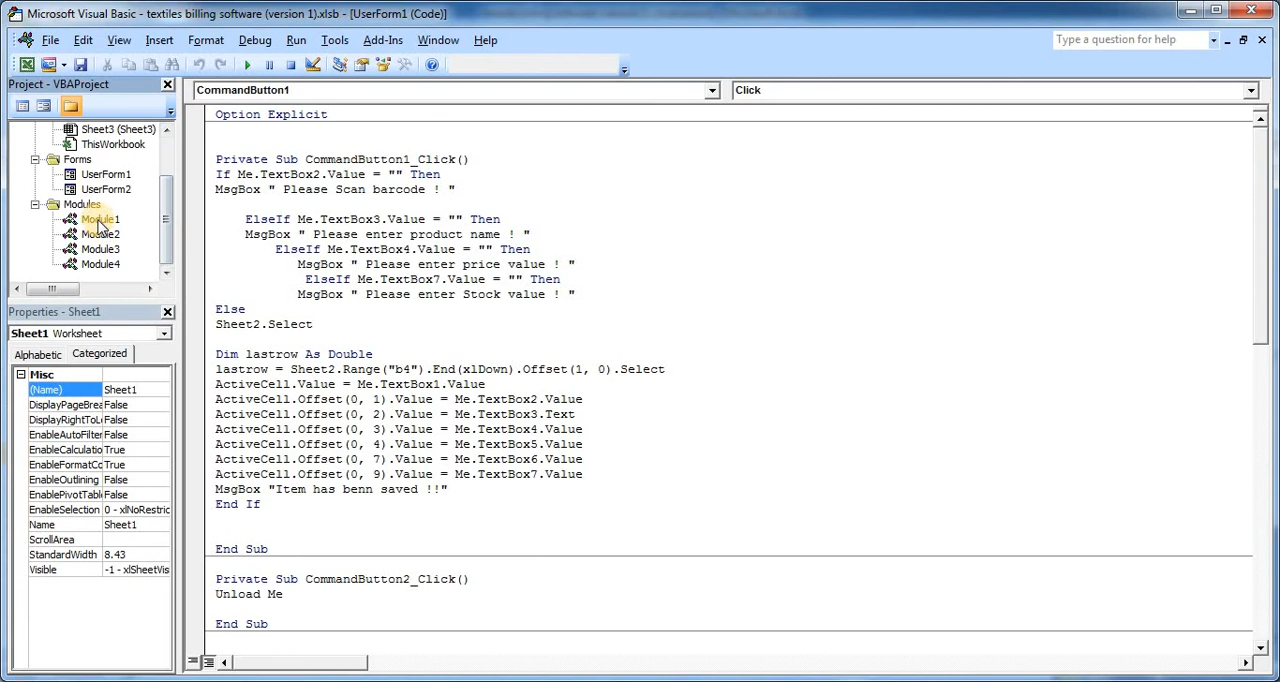 Microsoft Visual Basic - textiles billing software (version 1).xlsb - [UserForm1 (Code)]
File Edit View Insert Format Debug Run Tools Add-Ins Window Help
Type a question for help
Project - VBAProject
Sheet3 (Sheet3)
ThisWorkbook
Forms
UserForm1
UserForm2
Modules
Module1
Module2
Module3
Module4
Properties - Sheet1
Sheet1 Worksheet
Alphabetic Categorized
Misc
(Name) Sheet1
DisplayPageBrea False
DisplayRightToLe False
EnableAutoFilter False
EnableCalculatio True
EnableFormatCo True
EnableOutlining False
EnablePivotTable False
EnableSelection 0 - xlNoRestric
Name Sheet1
ScrollArea
StandardWidth 8.43
Visible -1 - xlSheetVis
CommandButton1 Click
Option Explicit
Private Sub CommandButton1_Click()
If Me.TextBox2.Value = "" Then
MsgBox " Please Scan barcode ! "
ElseIf Me.TextBox3.Value = "" Then
MsgBox " Please enter product name ! "
ElseIf Me.TextBox4.Value = "" Then
MsgBox " Please enter price value ! "
ElseIf Me.TextBox7.Value = "" Then
MsgBox " Please enter Stock value ! "
Else
Sheet2.Select
Dim lastrow As Double
lastrow = Sheet2.Range("b4").End(xlDown).Offset(1, 0).Select
ActiveCell.Value = Me.TextBox1.Value
ActiveCell.Offset(0, 1).Value = Me.TextBox2.Value
ActiveCell.Offset(0, 2).Value = Me.TextBox3.Text
ActiveCell.Offset(0, 3).Value = Me.TextBox4.Value
ActiveCell.Offset(0, 4).Value = Me.TextBox5.Value
ActiveCell.Offset(0, 7).Value = Me.TextBox6.Value
ActiveCell.Offset(0, 9).Value = Me.TextBox7.Value
MsgBox "Item has benn saved !!"
End If
End Sub
Private Sub CommandButton2_Click()
Unload Me
End Sub